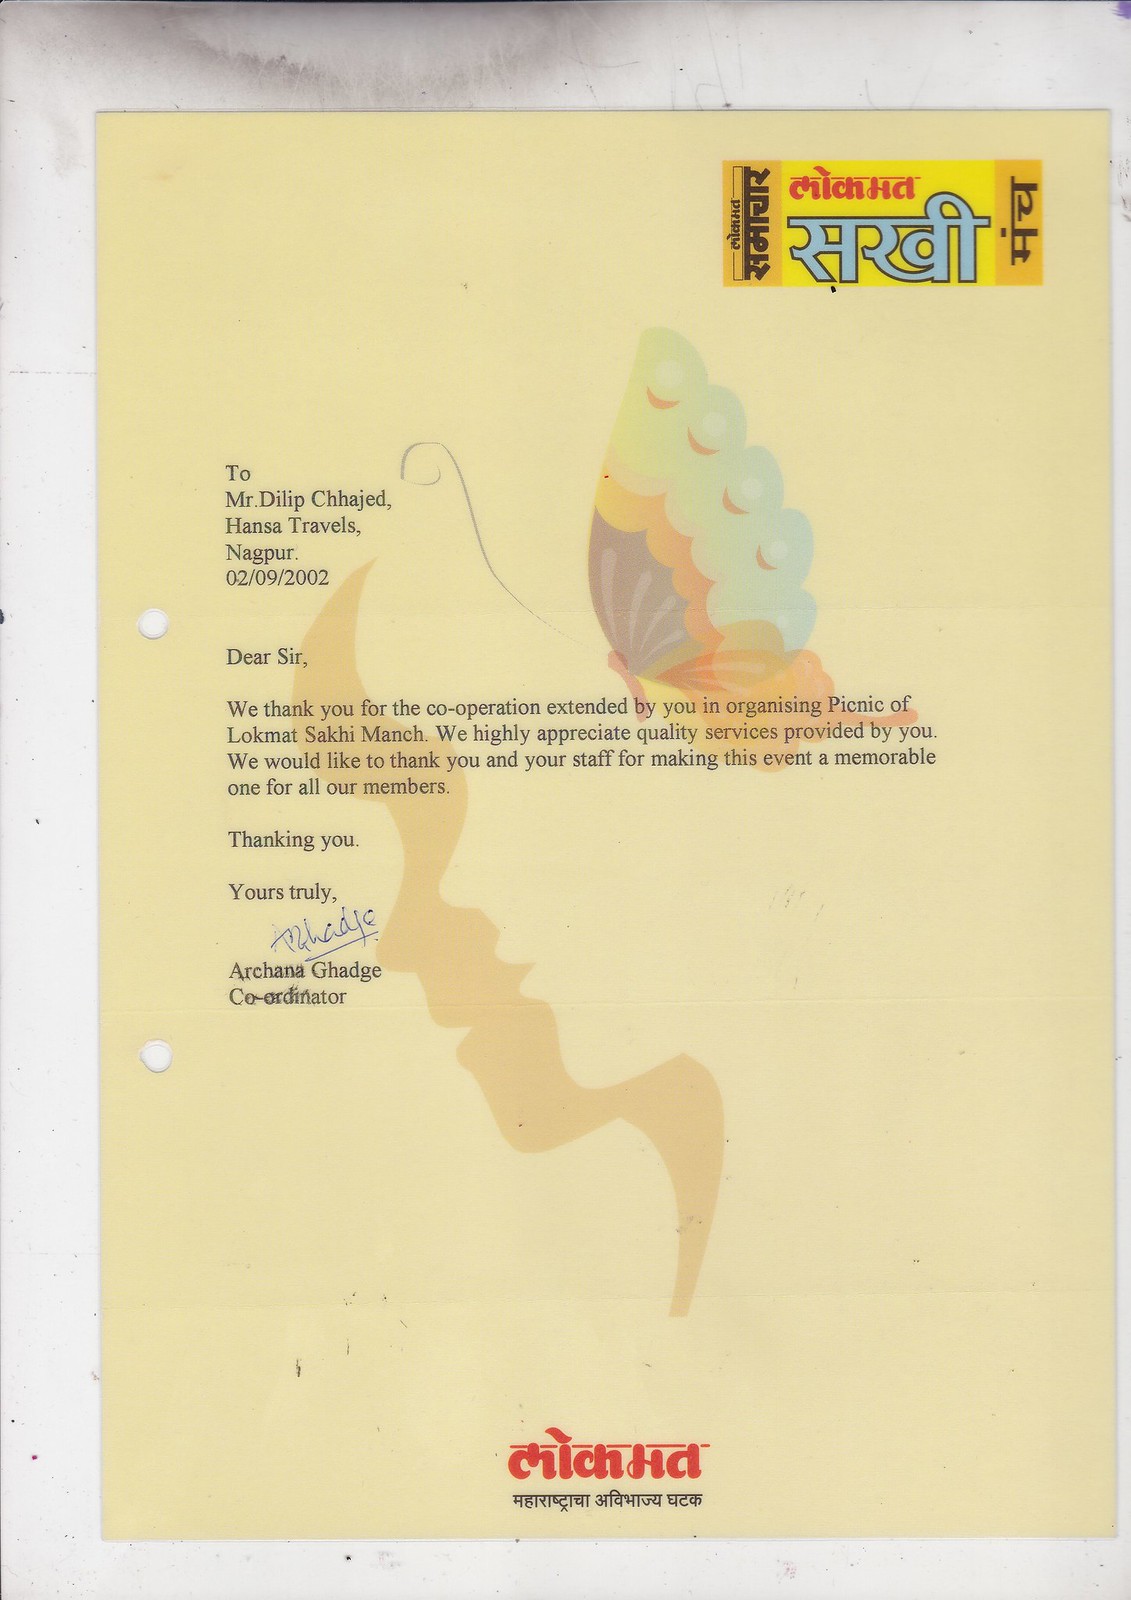 लोकमत
समाचार
लोकमत
सखी
मंच
To
Mr.Dilip Chhajed,
Hansa Travels,
Nagpur.
02/09/2002
Dear Sir,
We thank you for the co-operation extended by you in organising Picnic of
Lokmat Sakhi Manch. We highly appreciate quality services provided by you.
We would like to thank you and your staff for making this event a memorable
one for all our members.
Thanking you.
Yours truly,
AGhadge
Archana Ghadge
Co-ordinator
लोकमत
महाराष्ट्राचा अविभाज्य घटक